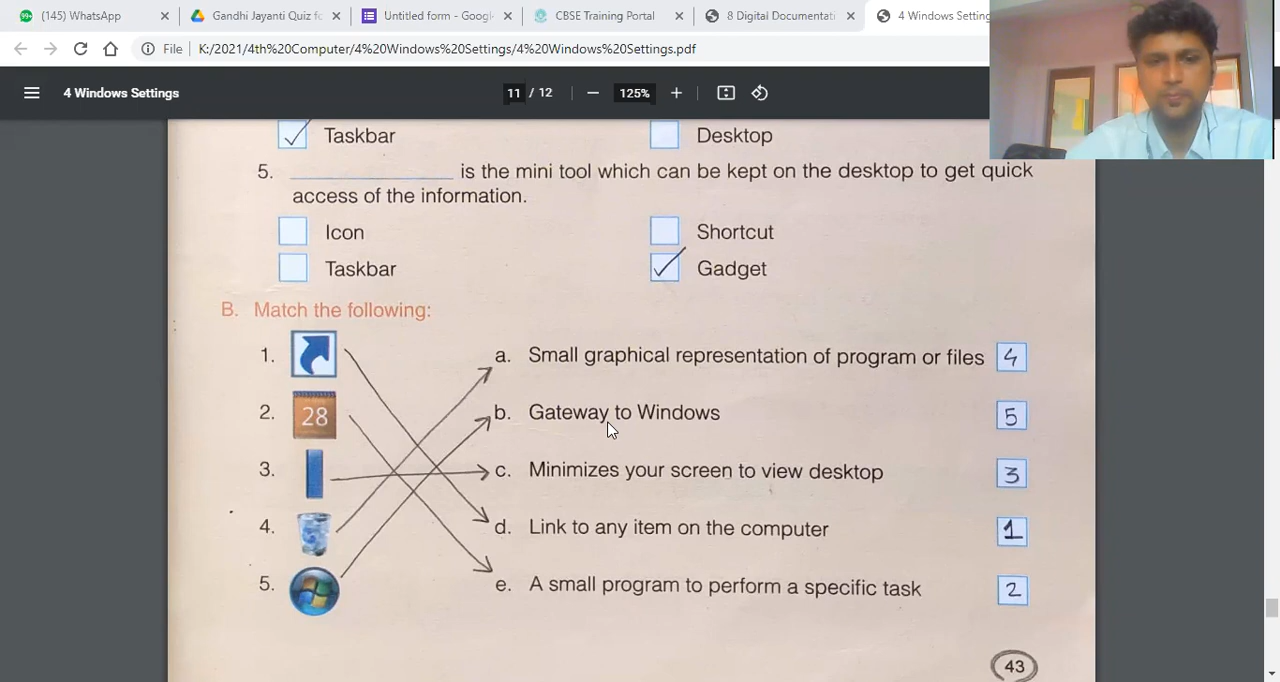 (145) WhatsApp
Gandhi Jayanti Quiz fo
Untitled form - Googl
CBSE Training Portal
8 Digital Documentati
4 Windows Setting
File K:/2021/4th%20Computer/4%20Windows%20Settings/4%20Windows%20Settings.pdf
4 Windows Settings
11 / 12
125%
Taskbar Desktop
5. __________ is the mini tool which can be kept on the desktop to get quick
access of the information.
Icon Shortcut
Taskbar Gadget
B. Match the following:
1. a. Small graphical representation of program or files 4
2. 28 b. Gateway to Windows 5
3. c. Minimizes your screen to view desktop 3
4. d. Link to any item on the computer 1
5. e. A small program to perform a specific task 2
43